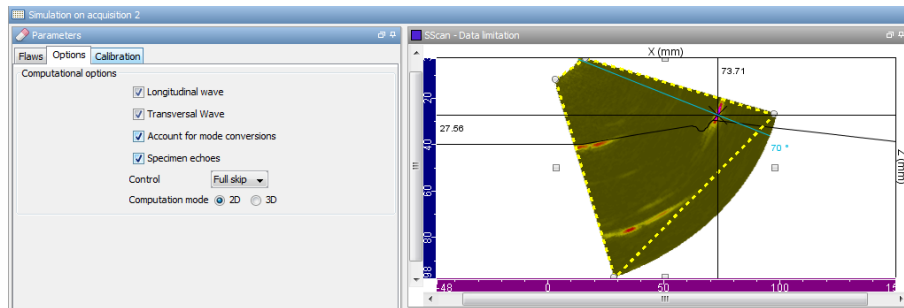 Simulation on acquisition 2
Parameters
Flaws Options Calibration
Computational options
Longitudinal wave
Transversal Wave
Account for mode conversions
Specimen echoes
Control Full skip
Computation mode 2D 3D
SScan - Data limitation
X (mm)
73.71
20
27.56
40
70 °
Z (mm)
60
80
98
-48 0 50 100 15